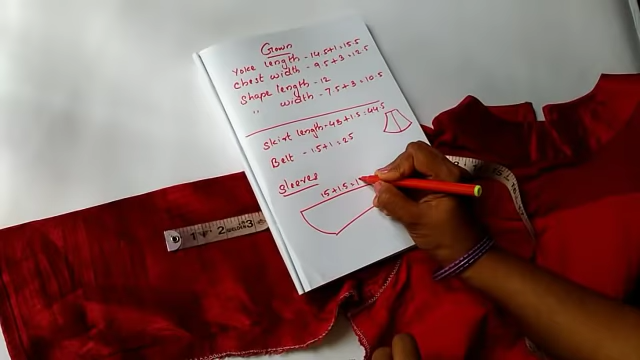 Gown
Yoke length - 14.5+1=15.5
Chest width - 9.5+3=12.5
Shape length - 12
" width - 7.5+3=10.5
Skirt length - 43+1.5=44.5
Belt - 1.5+1=25
Sleeves
15+1.5=1
1 2 3